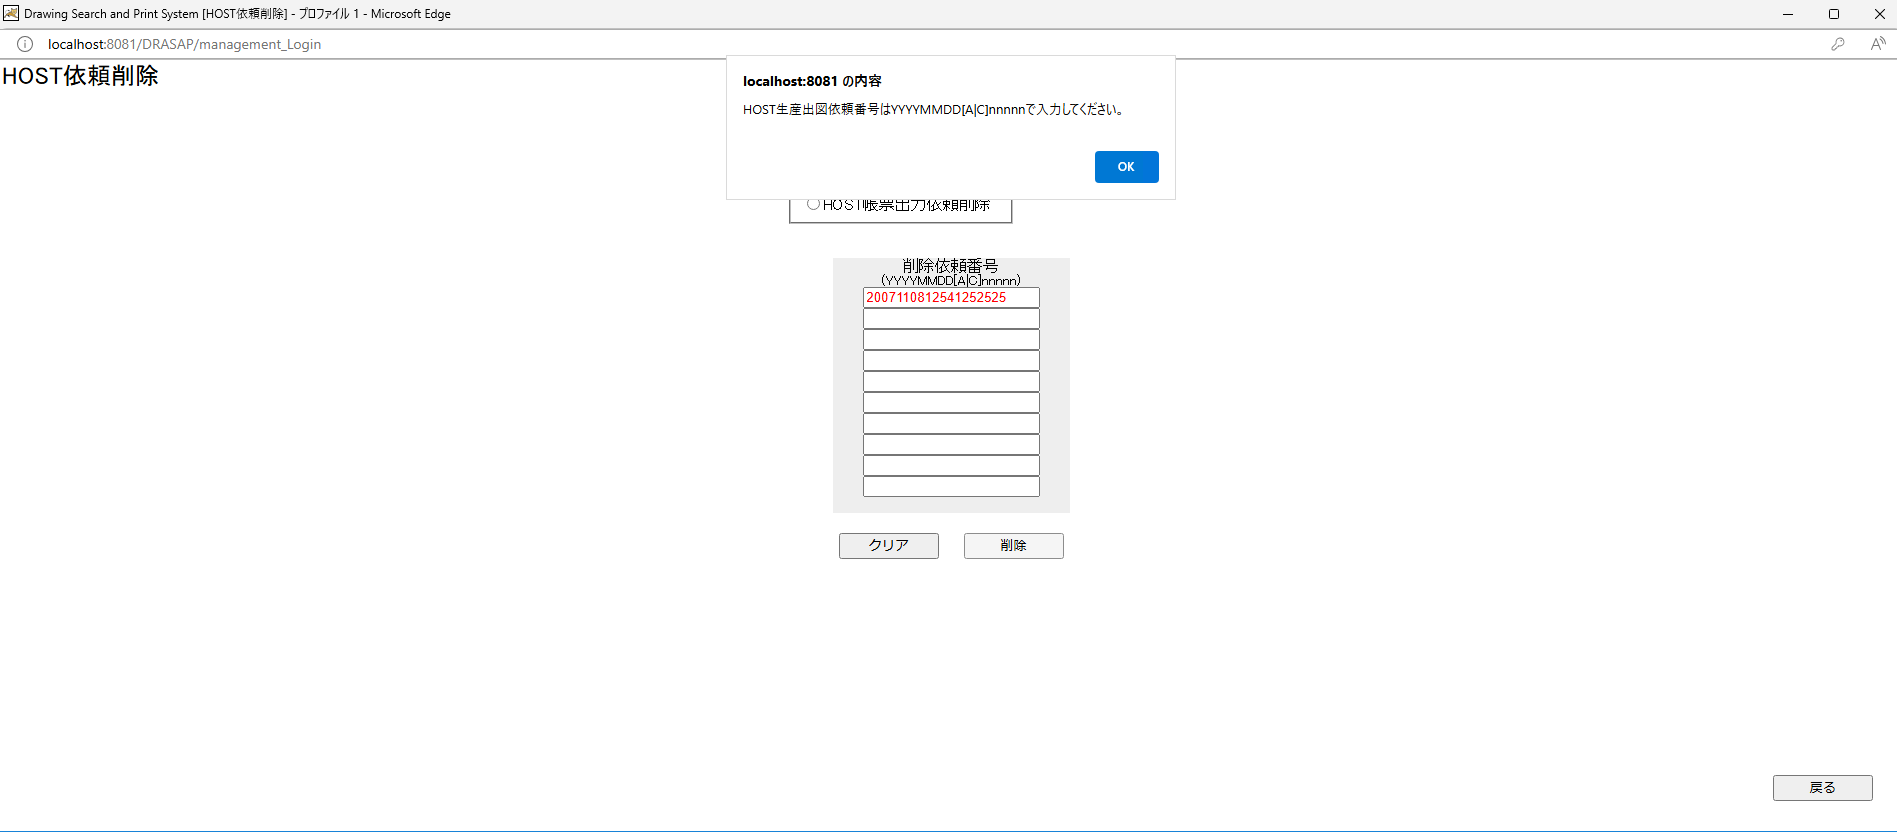 Drawing Search and Print System [HOST依頼削除] - プロファイル 1 - Microsoft Edge
localhost:8081/DRASAP/management_Login
HOST依頼削除
localhost:8081 の内容
HOST生産出図依頼番号はYYYYMMDD[A|C]nnnnnで入力してください。
OK
HOST帳票出力依頼削除
削除依頼番号
(YYYYMMDD[A|C]nnnnn)
2007110812541252525
クリア
削除
戻る